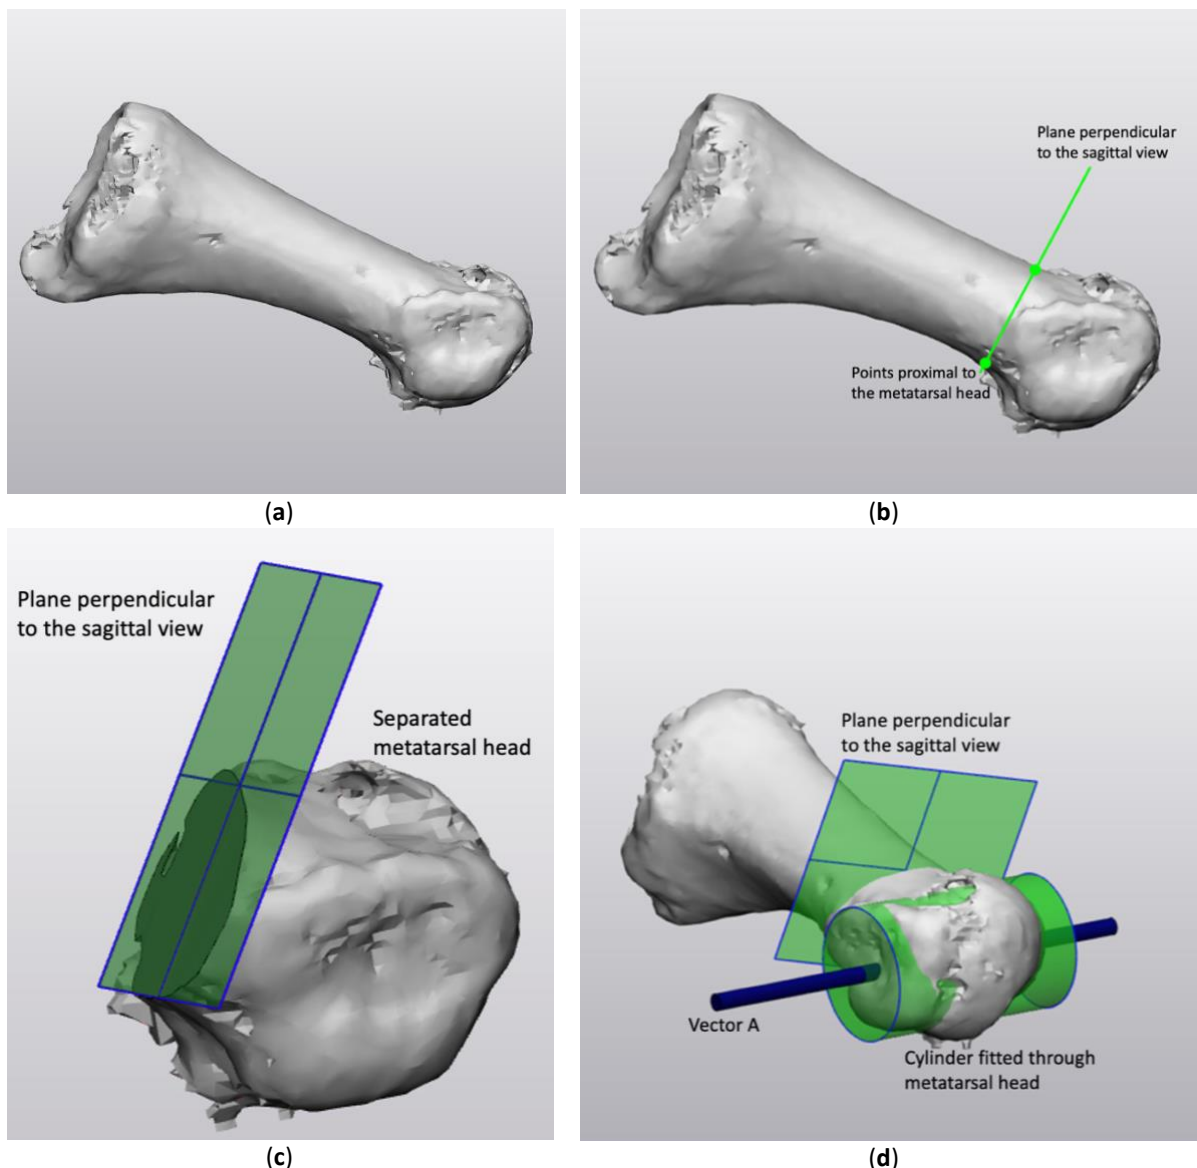 Plane perpendicular
to the sagittal view
Points proximal to
the metatarsal head
(a)
(b)
Plane perpendicular
to the sagittal view
Separated
metatarsal head
Plane perpendicular
to the sagittal view
Vector A
Cylinder fitted through
metatarsal head
(c)
(d)